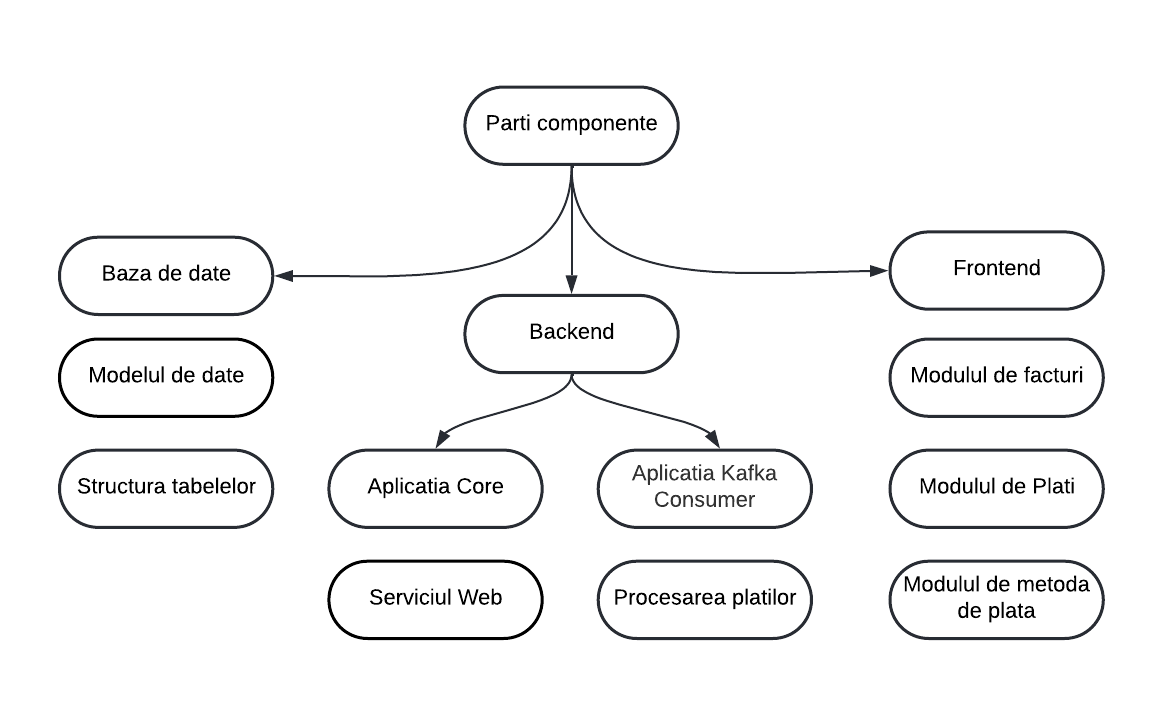 Parti componente
Baza de date
Frontend
Backend
Modelul de date
Modulul de facturi
Structura tabelelor
Aplicatia Core
Aplicatia Kafka
Consumer
Modulul de Plati
Serviciul Web
Procesarea platilor
Modulul de metoda
de plata